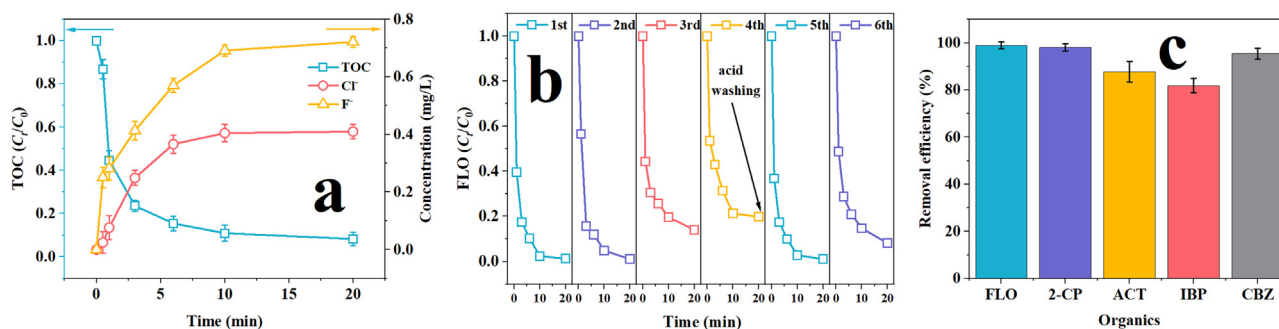 TOC (Ct/C0)
1.0
0.8
0.6
0.4
0.2
0.0
TOC
Cl-
F-
a
0.8
0.6
0.4
0.2
0.0
Concentration (mg/L)
0 5 10 15 20
Time (min)
FLO (Ct/C0)
1.0
0.8
0.6
0.4
0.2
0.0
1st 2nd 3rd 4th 5th 6th
b
acid
washing
0 10 20 0 10 20 0 10 20 0 10 20 0 10 20 0 10 20
Time (min)
Removal efficiency (%)
100
80
60
40
20
0
c
FLO 2-CP ACT IBP CBZ
Organics